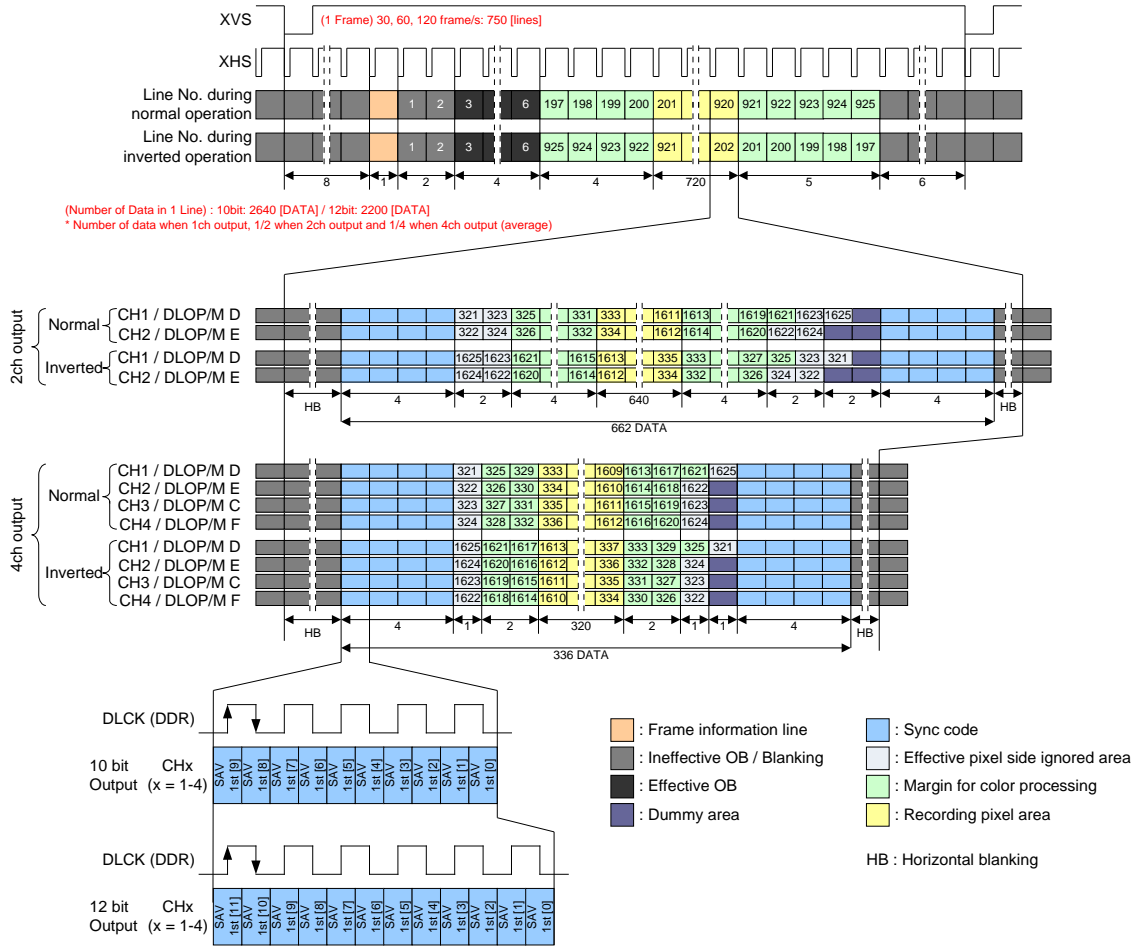 XVS
(1 Frame) 30, 60, 120 frame/s: 750 [lines]
XHS
Line No. during
normal operation
1 2 3 6 197 198 199 200 201 920 921 922 923 924 925
Line No. during
inverted operation
1 2 3 6 925 924 923 922 921 202 201 200 199 198 197
8 1 2 4 4 720 5 6
(Number of Data in 1 Line) : 10bit: 2640 [DATA] / 12bit: 2200 [DATA]
* Number of data when 1ch output, 1/2 when 2ch output and 1/4 when 4ch output (average)
2ch output
Normal
CH1 / DLOP/M D 321 323 325 331 333 1611 1613 1619 1621 1623 1625
CH2 / DLOP/M E 322 324 326 332 334 1612 1614 1620 1622 1624
Inverted
CH1 / DLOP/M D 1625 1623 1621 1615 1613 335 333 327 325 323 321
CH2 / DLOP/M E 1624 1622 1620 1614 1612 334 332 326 324 322
HB 4 2 4 640 4 2 2 4 HB
662 DATA
4ch output
Normal
CH1 / DLOP/M D 321 325 329 333 1609 1613 1617 1621 1625
CH2 / DLOP/M E 322 326 330 334 1610 1614 1618 1622
CH3 / DLOP/M C 323 327 331 335 1611 1615 1619 1623
CH4 / DLOP/M F 324 328 332 336 1612 1616 1620 1624
Inverted
CH1 / DLOP/M D 1625 1621 1617 1613 337 333 329 325 321
CH2 / DLOP/M E 1624 1620 1616 1612 336 332 328 324
CH3 / DLOP/M C 1623 1619 1615 1611 335 331 327 323
CH4 / DLOP/M F 1622 1618 1614 1610 334 330 326 322
HB 4 1 2 320 2 1 1 4 HB
336 DATA
DLCK (DDR)
10 bit CHx
Output (x = 1-4)
SAV 1st [9] SAV 1st [8] SAV 1st [7] SAV 1st [6] SAV 1st [5] SAV 1st [4] SAV 1st [3] SAV 1st [2] SAV 1st [1] SAV 1st [0]
DLCK (DDR)
12 bit CHx
Output (x = 1-4)
SAV 1st [11] SAV 1st [10] SAV 1st [9] SAV 1st [8] SAV 1st [7] SAV 1st [6] SAV 1st [5] SAV 1st [4] SAV 1st [3] SAV 1st [2] SAV 1st [1] SAV 1st [0]
: Frame information line
: Ineffective OB / Blanking
: Effective OB
: Dummy area
: Sync code
: Effective pixel side ignored area
: Margin for color processing
: Recording pixel area
HB : Horizontal blanking